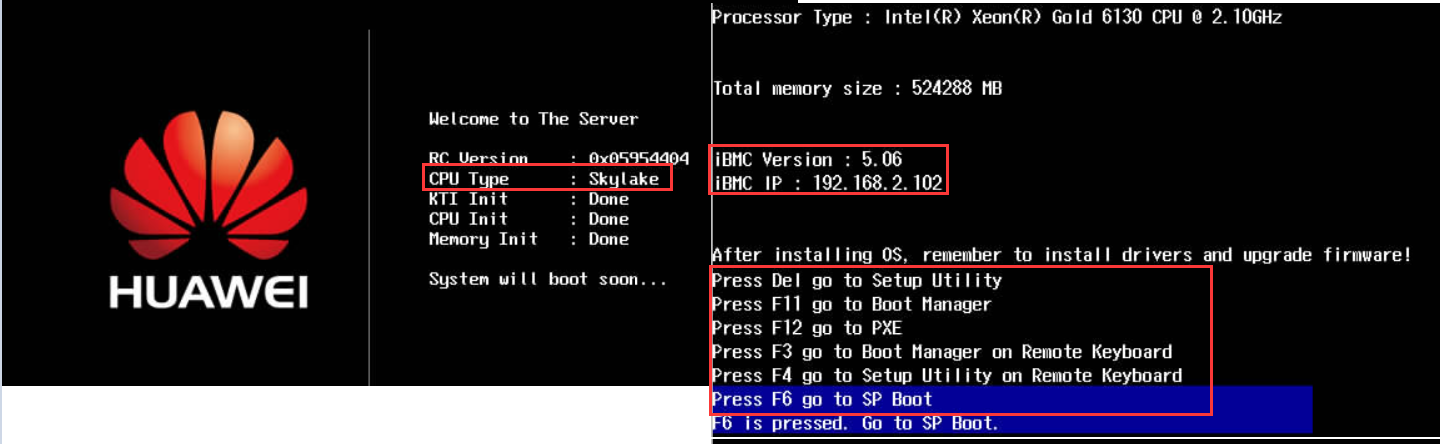 HUAWEI
Welcome to The Server
RC Version : 0x05954404
CPU Type : Skylake
KTI Init : Done
CPU Init : Done
Memory Init : Done
System will boot soon...
Processor Type : Intel(R) Xeon(R) Gold 6130 CPU @ 2.10GHz
Total memory size : 524288 MB
iBMC Version : 5.06
iBMC IP : 192.168.2.102
After installing OS, remember to install drivers and upgrade firmware!
Press Del go to Setup Utility
Press F11 go to Boot Manager
Press F12 go to PXE
Press F3 go to Boot Manager on Remote Keyboard
Press F4 go to Setup Utility on Remote Keyboard
Press F6 go to SP Boot
F6 is pressed. Go to SP Boot.